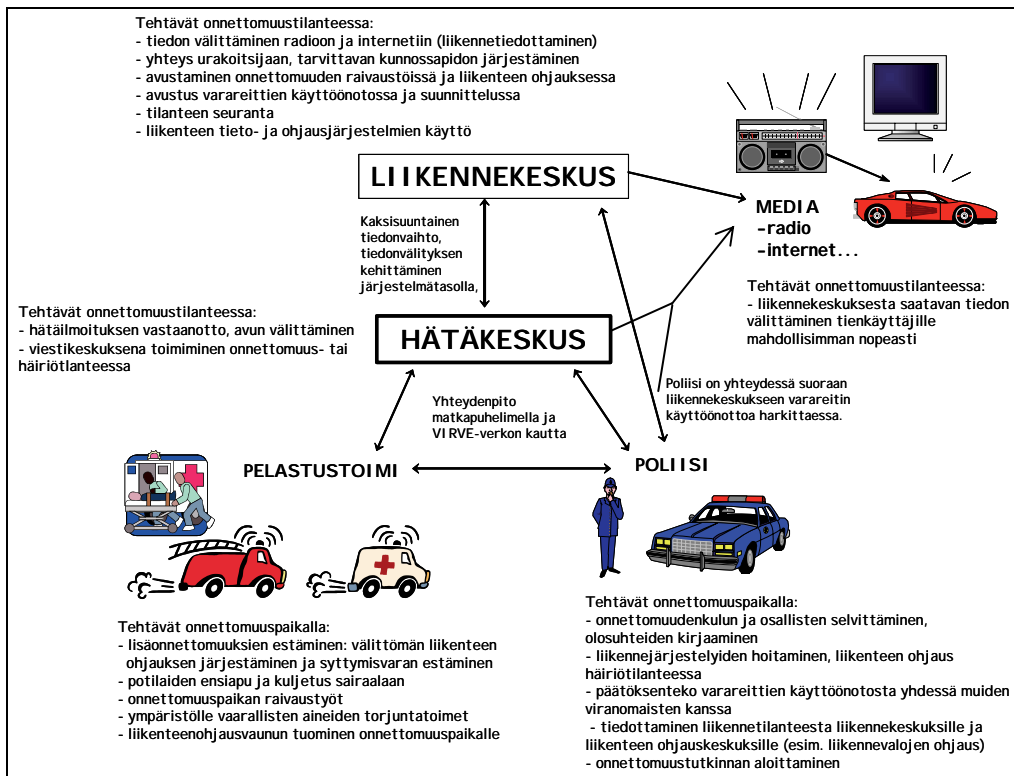 Tehtävät onnettomuustilanteessa:
- tiedon välittäminen radioon ja internetiin (liikennetiedottaminen)
- yhteys urakoitsijaan, tarvittavan kunnossapidon järjestäminen
- avustaminen onnettomuuden raivaustöissä ja liikenteen ohjauksessa
- avustus varareittien käyttöönotossa ja suunnittelussa
- tilanteen seuranta
- liikenteen tieto- ja ohjausjärjestelmien käyttö
LIIKENNEKESKUS
MEDIA
-radio
-internet...
Kaksisuuntainen
tiedonvaihto,
tiedonvälityksen
kehittäminen
järjestelmätasolla,
Tehtävät onnettomuustilanteessa:
- liikennekeskuksesta saatavan tiedon
välittäminen tienkäyttäjille
mahdollisimman nopeasti
Tehtävät onnettomuustilanteessa:
- hätäilmoituksen vastaanotto, avun välittäminen
- viestikeskuksena toimiminen onnettomuus- tai
häiriötlanteessa
HÄTÄKESKUS
Poliisi on yhteydessä suoraan
liikennekeskukseen varareitin
käyttöönottoa harkittaessa.
Yhteydenpito
matkapuhelimella ja
VIRVE-verkon kautta
PELASTUSTOIMI
POLIISI
Tehtävät onnettomuuspaikalla:
- lisäonnettomuuksien estäminen: välittömän liikenteen
ohjauksen järjestäminen ja syttymisvaran estäminen
- potilaiden ensiapu ja kuljetus sairaalaan
- onnettomuuspaikan raivaustyöt
- ympäristölle vaarallisten aineiden torjuntatoimet
- liikenteenohjausvaunun tuominen onnettomuuspaikalle
Tehtävät onnettomuuspaikalla:
- onnettomuudenkulun ja osallisten selvittäminen,
olosuhteiden kirjaaminen
- liikennejärjestelyiden hoitaminen, liikenteen ohjaus
häiriötilanteessa
- päätöksenteko varareittien käyttöönotosta yhdessä muiden
viranomaisten kanssa
- tiedottaminen liikennetilanteesta liikennekeskuksille ja
liikenteen ohjauskeskuksille (esim. liikennevalojen ohjaus)
- onnettomuustutkinnan aloittaminen